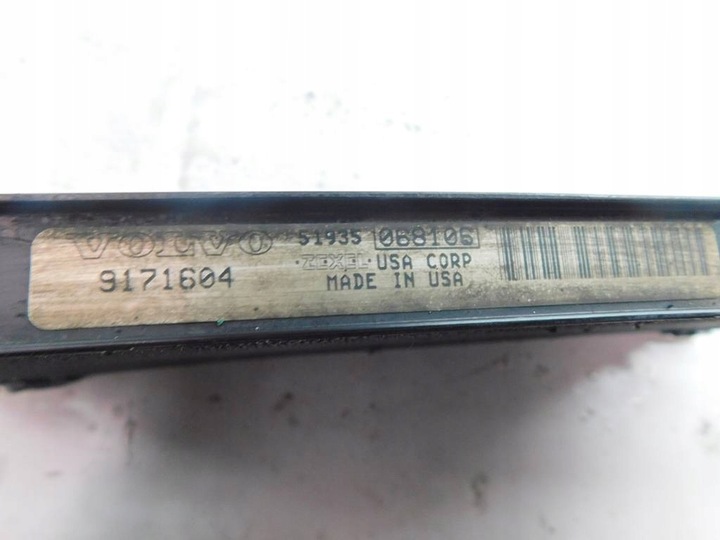 VOLVO 51935 068106
9171604 ZEXEL USA CORP
MADE IN USA